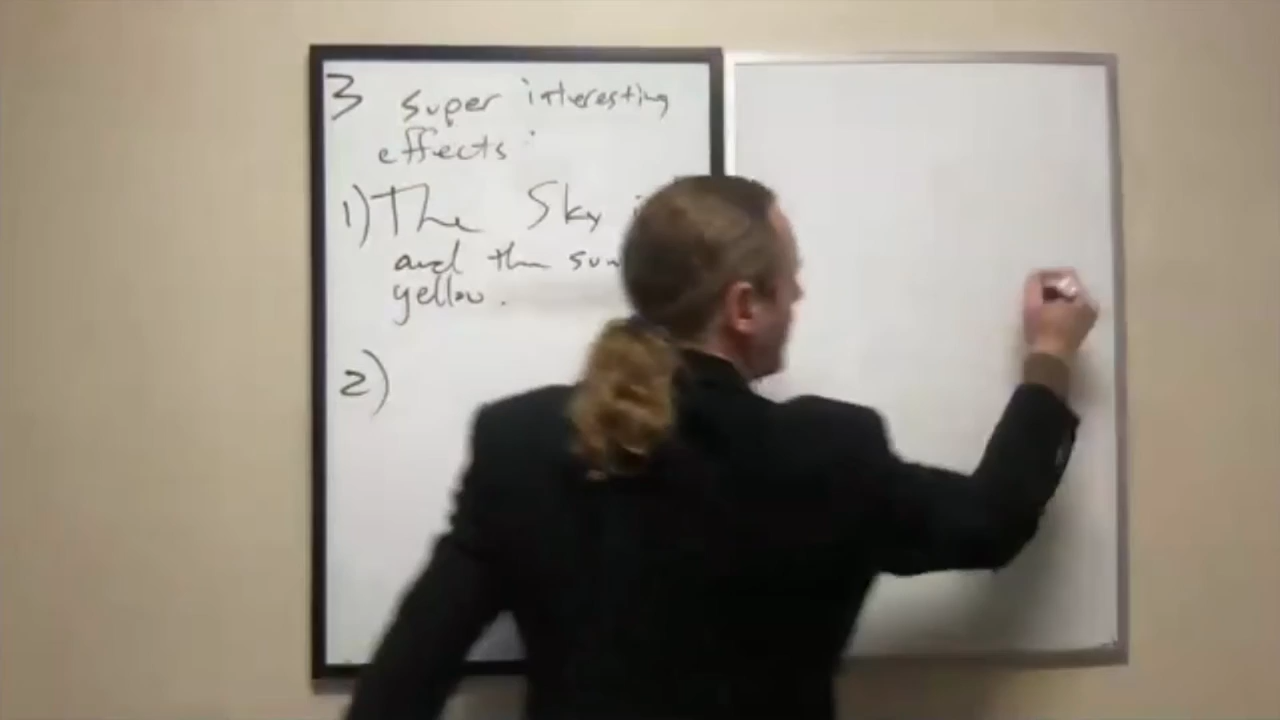 3 super interesting
effects:
1) The Sky
and the sun
yellow.
2)